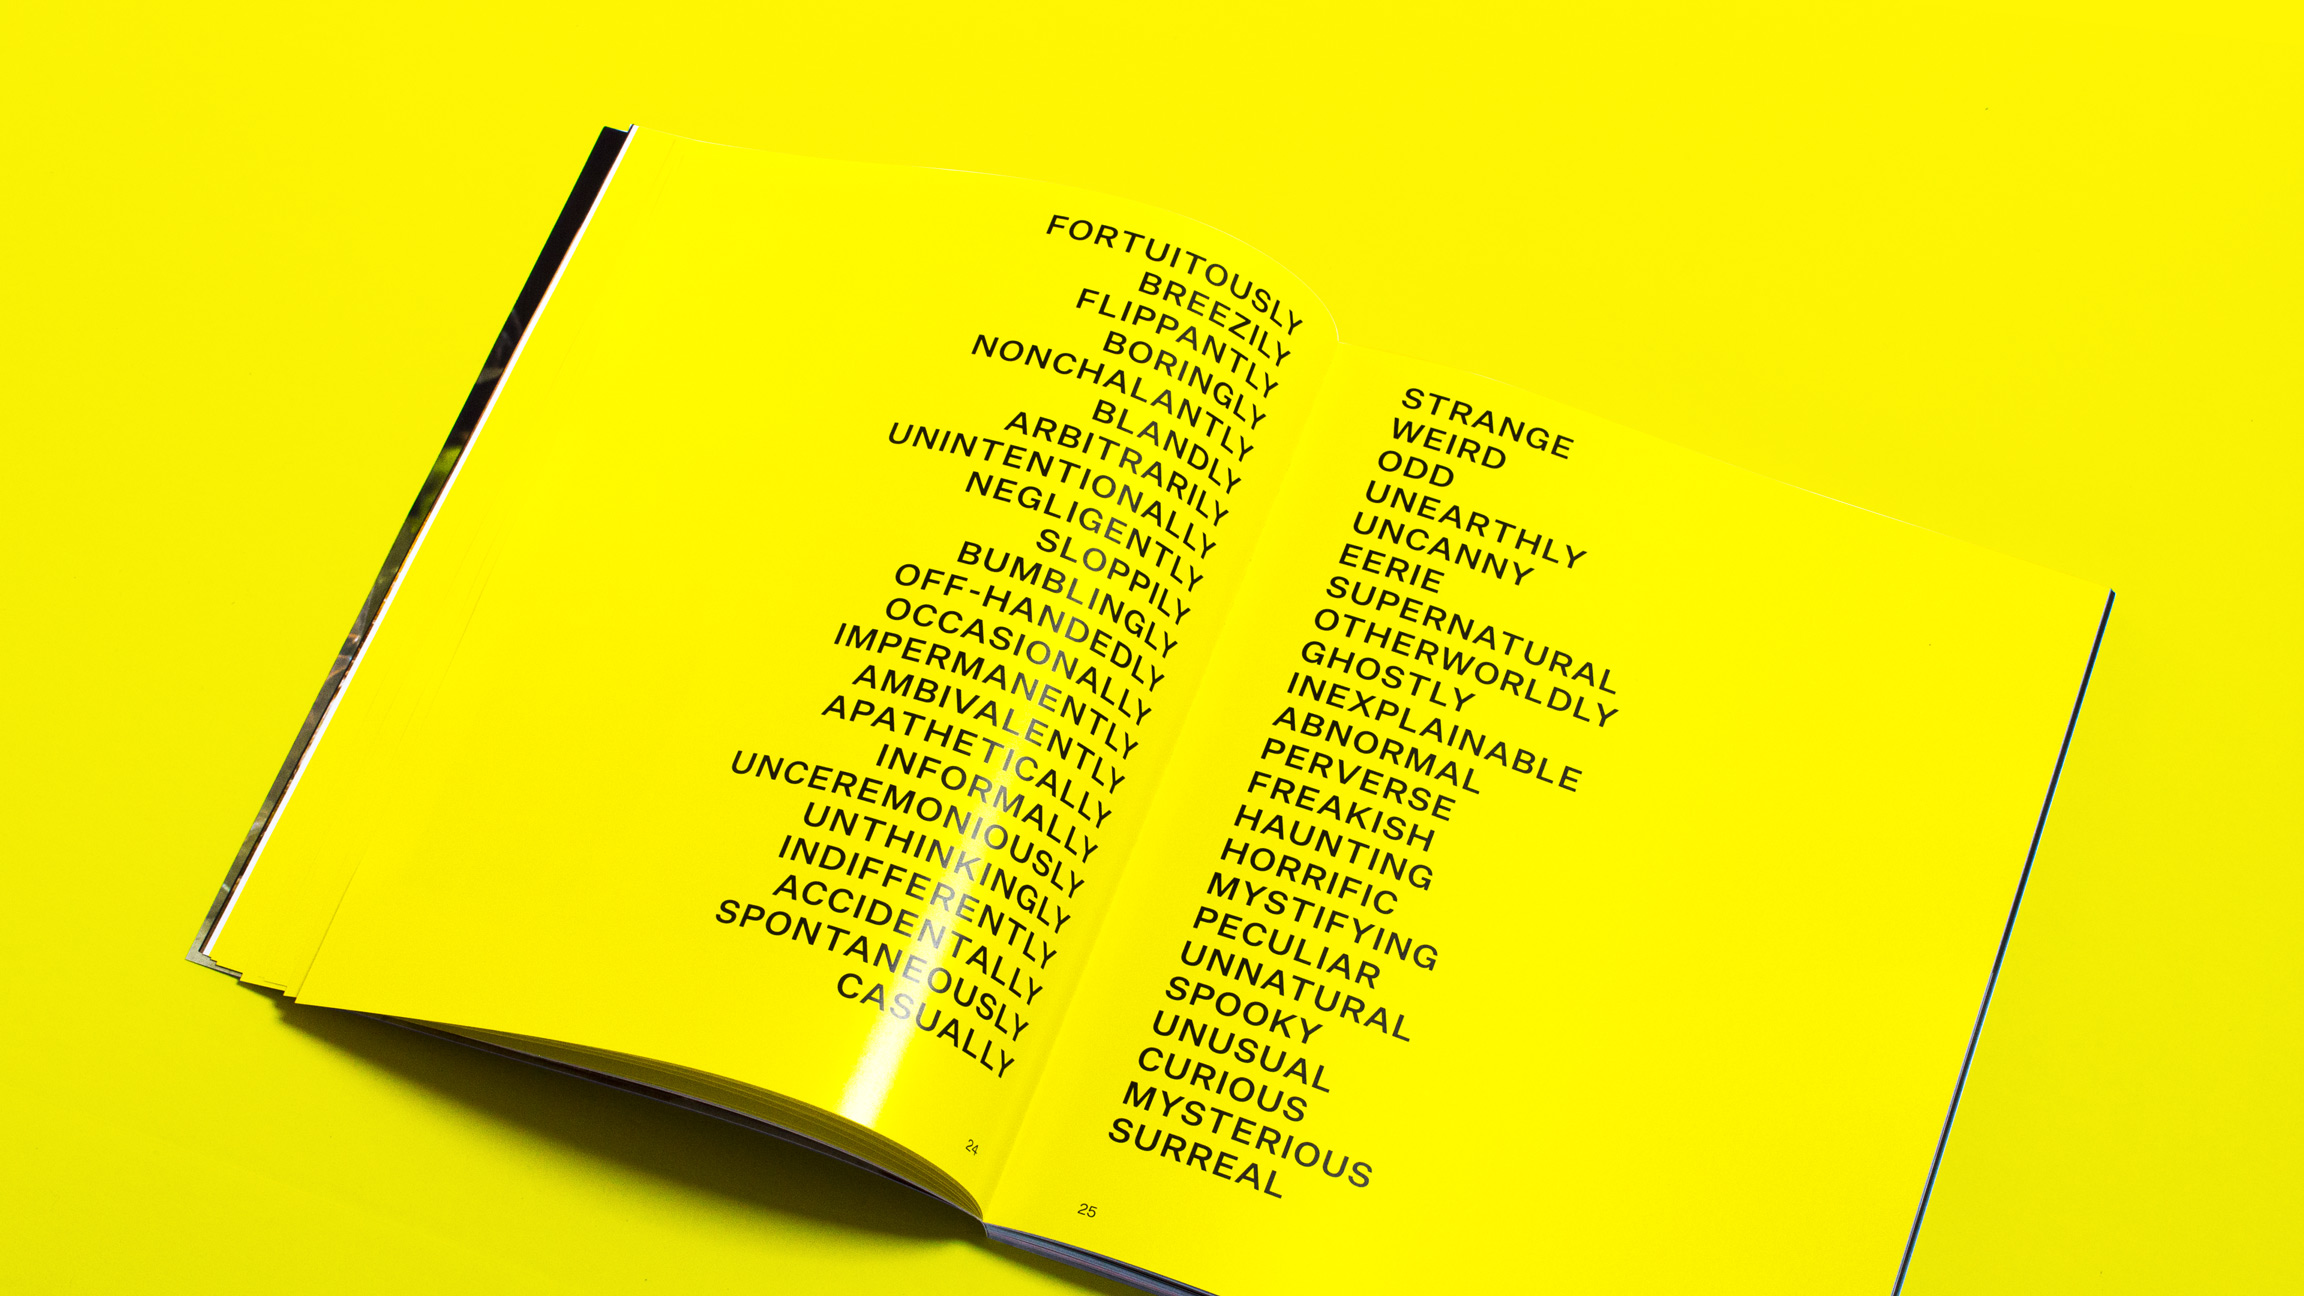 FORTUITOUSLY
BREEZILY
FLIPPANTLY
BORINGLY
NONCHALANTLY
BLANDLY
ARBITRARILY
UNINTENTIONALLY
NEGLIGENTLY
SLOPPILY
BUMBLINGLY
OFF-HANDEDLY
OCCASIONALLY
IMPERMANENTLY
AMBIVALENTLY
APATHETICALLY
INFORMALLY
UNCEREMONIOUSLY
UNTHINKINGLY
INDIFFERENTLY
ACCIDENTALLY
SPONTANEOUSLY
CASUALLY
24
STRANGE
WEIRD
ODD
UNEARTHLY
UNCANNY
EERIE
SUPERNATURAL
OTHERWORLDLY
GHOSTLY
INEXPLAINABLE
ABNORMAL
PERVERSE
FREAKISH
HAUNTING
HORRIFIC
MYSTIFYING
PECULIAR
UNNATURAL
SPOOKY
UNUSUAL
CURIOUS
MYSTERIOUS
SURREAL
25